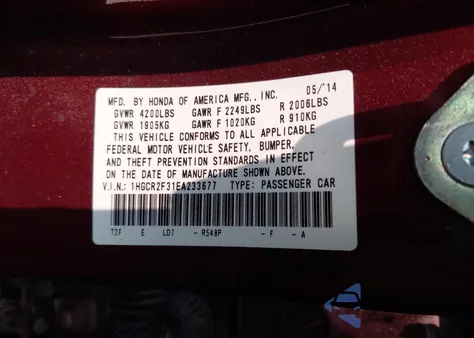 MFD. BY HONDA OF AMERICA MFG., INC. 05/'14
GVWR 4200LBS GAWR F 2249LBS R 2006LBS
GVWR 1905KG GAWR F 1020KG R 910KG
THIS VEHICLE CONFORMS TO ALL APPLICABLE
FEDERAL MOTOR VEHICLE SAFETY, BUMPER,
AND THEFT PREVENTION STANDARDS IN EFFECT
ON THE DATE OF MANUFACTURE SHOWN ABOVE.
V.I.N.: 1HGCR2F31EA233677 TYPE: PASSENGER CAR
T2F E LD7 - R548P - F - A